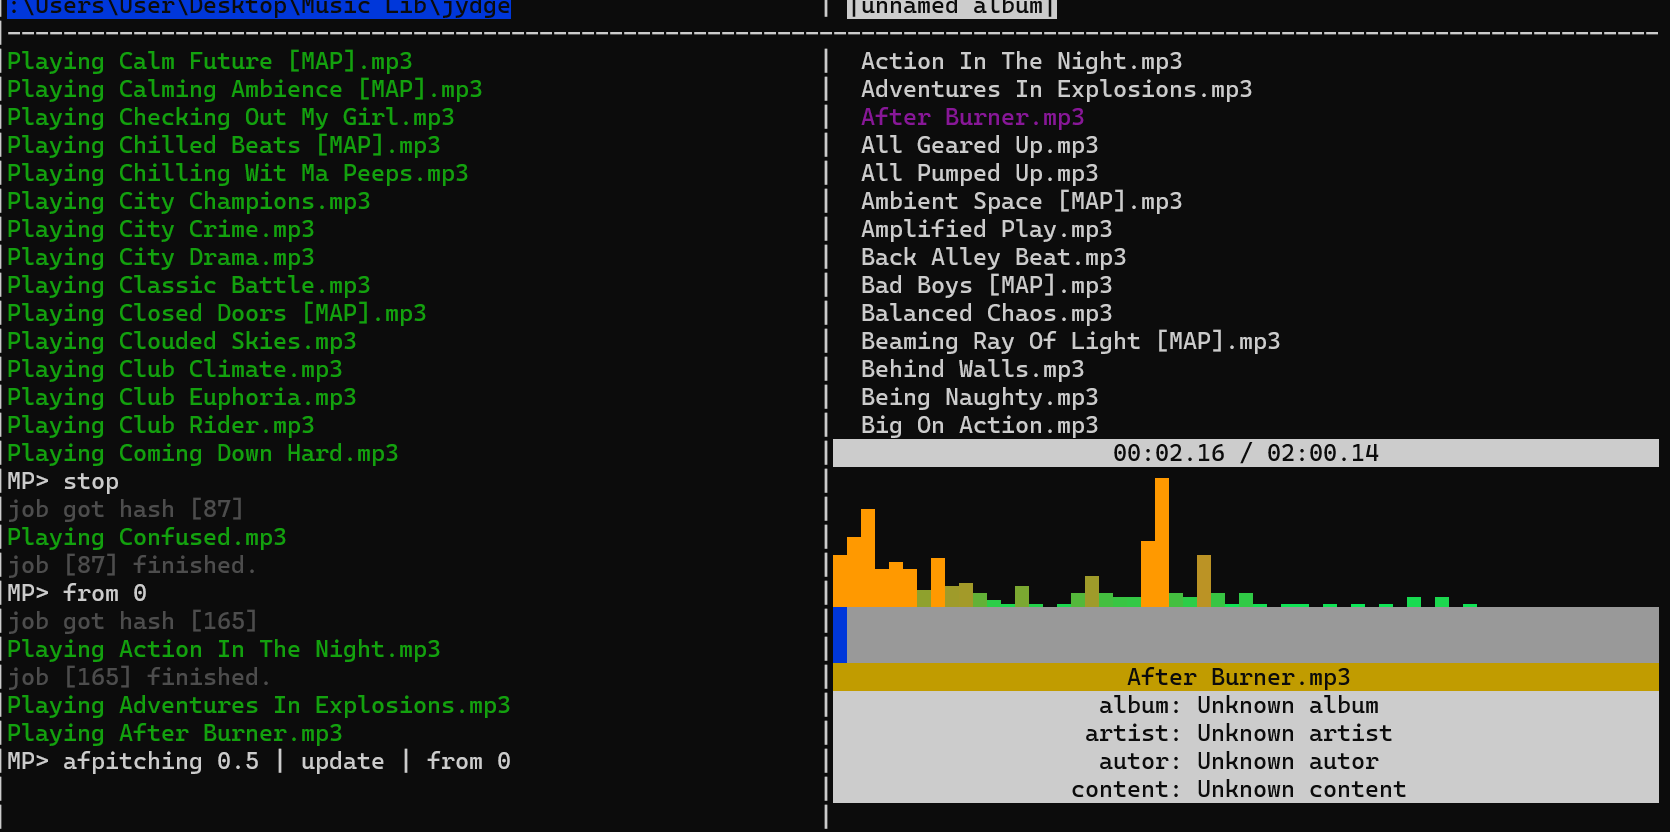 :\Users\User\Desktop\Music Lib\jydge
|unnamed album|
Playing Calm Future [MAP].mp3
Playing Calming Ambience [MAP].mp3
Playing Checking Out My Girl.mp3
Playing Chilled Beats [MAP].mp3
Playing Chilling Wit Ma Peeps.mp3
Playing City Champions.mp3
Playing City Crime.mp3
Playing City Drama.mp3
Playing Classic Battle.mp3
Playing Closed Doors [MAP].mp3
Playing Clouded Skies.mp3
Playing Club Climate.mp3
Playing Club Euphoria.mp3
Playing Club Rider.mp3
Playing Coming Down Hard.mp3
MP> stop
job got hash [87]
Playing Confused.mp3
job [87] finished.
MP> from 0
job got hash [165]
Playing Action In The Night.mp3
job [165] finished.
Playing Adventures In Explosions.mp3
Playing After Burner.mp3
MP> afpitching 0.5 | update | from 0
Action In The Night.mp3
Adventures In Explosions.mp3
After Burner.mp3
All Geared Up.mp3
All Pumped Up.mp3
Ambient Space [MAP].mp3
Amplified Play.mp3
Back Alley Beat.mp3
Bad Boys [MAP].mp3
Balanced Chaos.mp3
Beaming Ray Of Light [MAP].mp3
Behind Walls.mp3
Being Naughty.mp3
Big On Action.mp3
00:02.16 / 02:00.14
After Burner.mp3
album: Unknown album
artist: Unknown artist
autor: Unknown autor
content: Unknown content